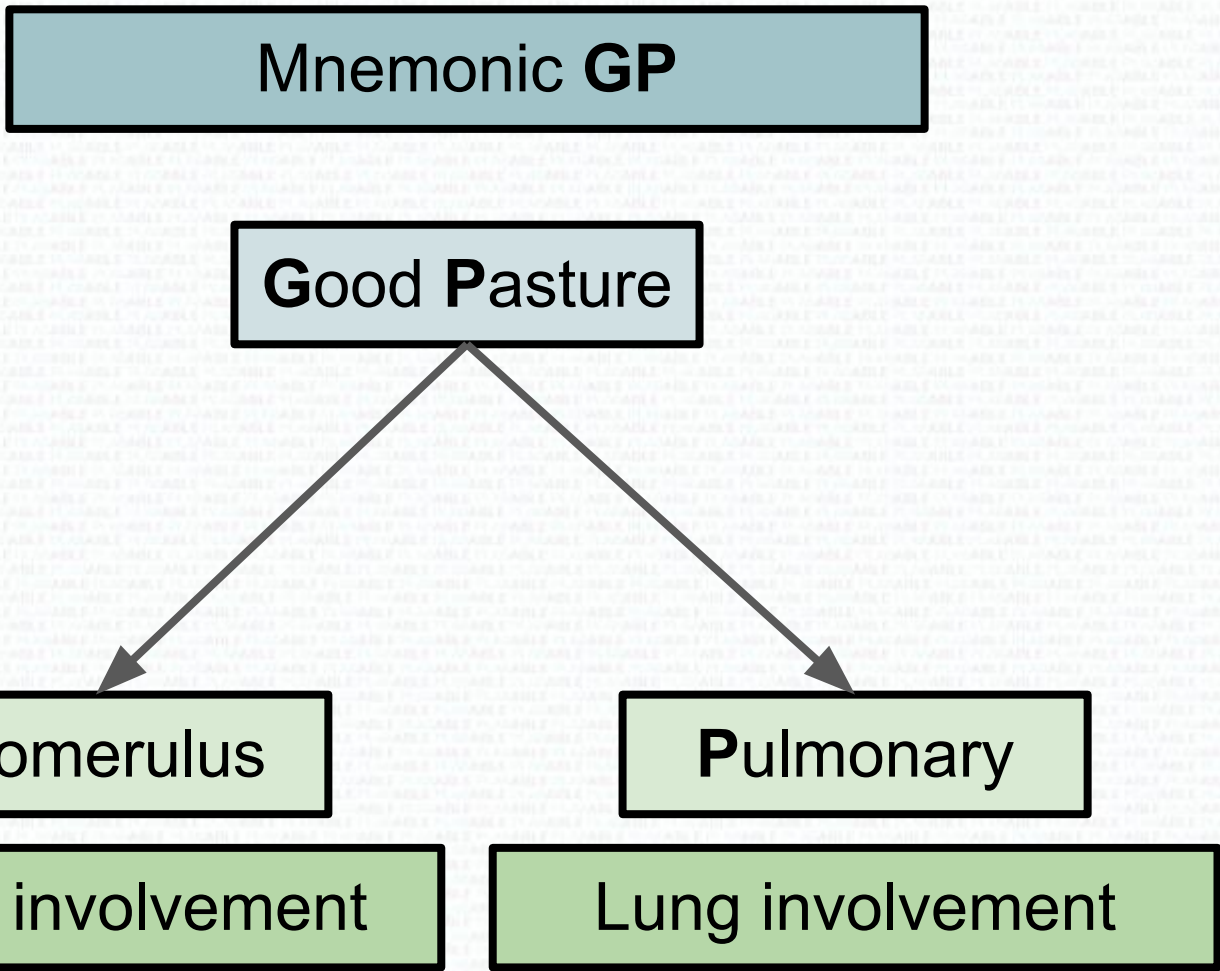 Mnemonic GP
Good Pasture
omerulus
Pulmonary
involvement
Lung involvement